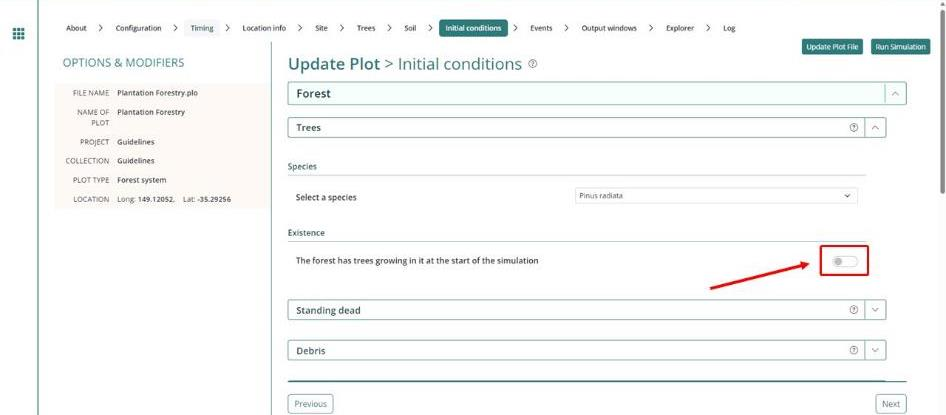 About > Configuration > Timing > Location info > Site > Trees > Soil > Initial conditions > Events > Output windows > Explorer > Log
Update Plot File Run Simulation
OPTIONS & MODIFIERS
FILE NAME Plantation Forestry.plo
NAME OF PLOT Plantation Forestry
PROJECT Guidelines
COLLECTION Guidelines
PLOT TYPE Forest system
LOCATION Long: 149.12052, Lat: -35.29256
Update Plot > Initial conditions ?
Forest
Trees ?
Species
Select a species Pinus radiata
Existence
The forest has trees growing in it at the start of the simulation
Standing dead ?
Debris ?
Previous Next